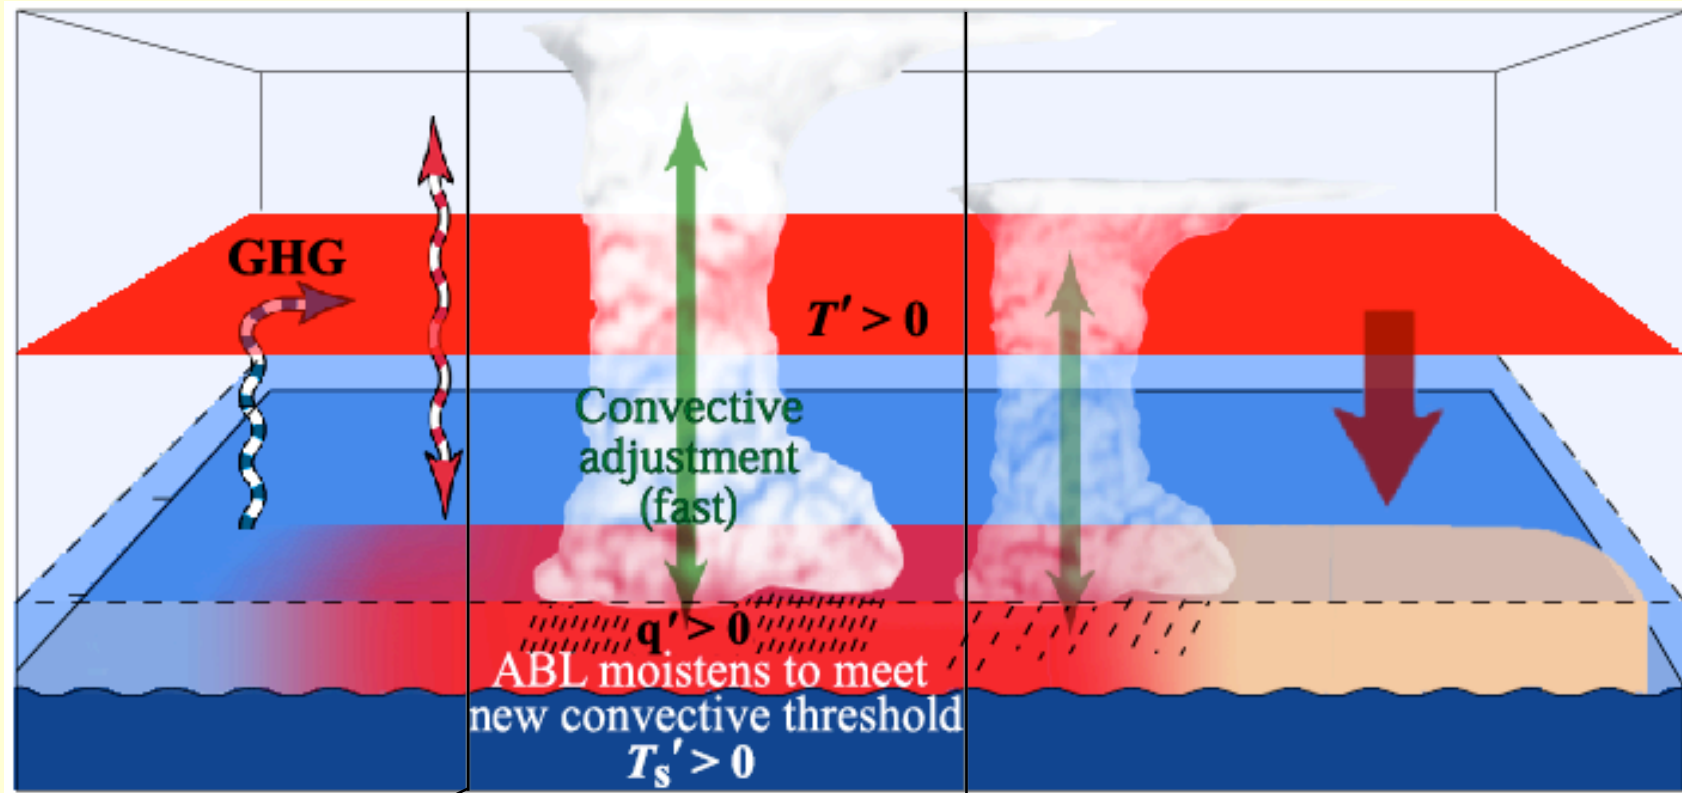 GHG
T′ > 0
Convective
adjustment
(fast)
q′ > 0
ABL moistens to meet
new convective threshold
Tₛ′ > 0